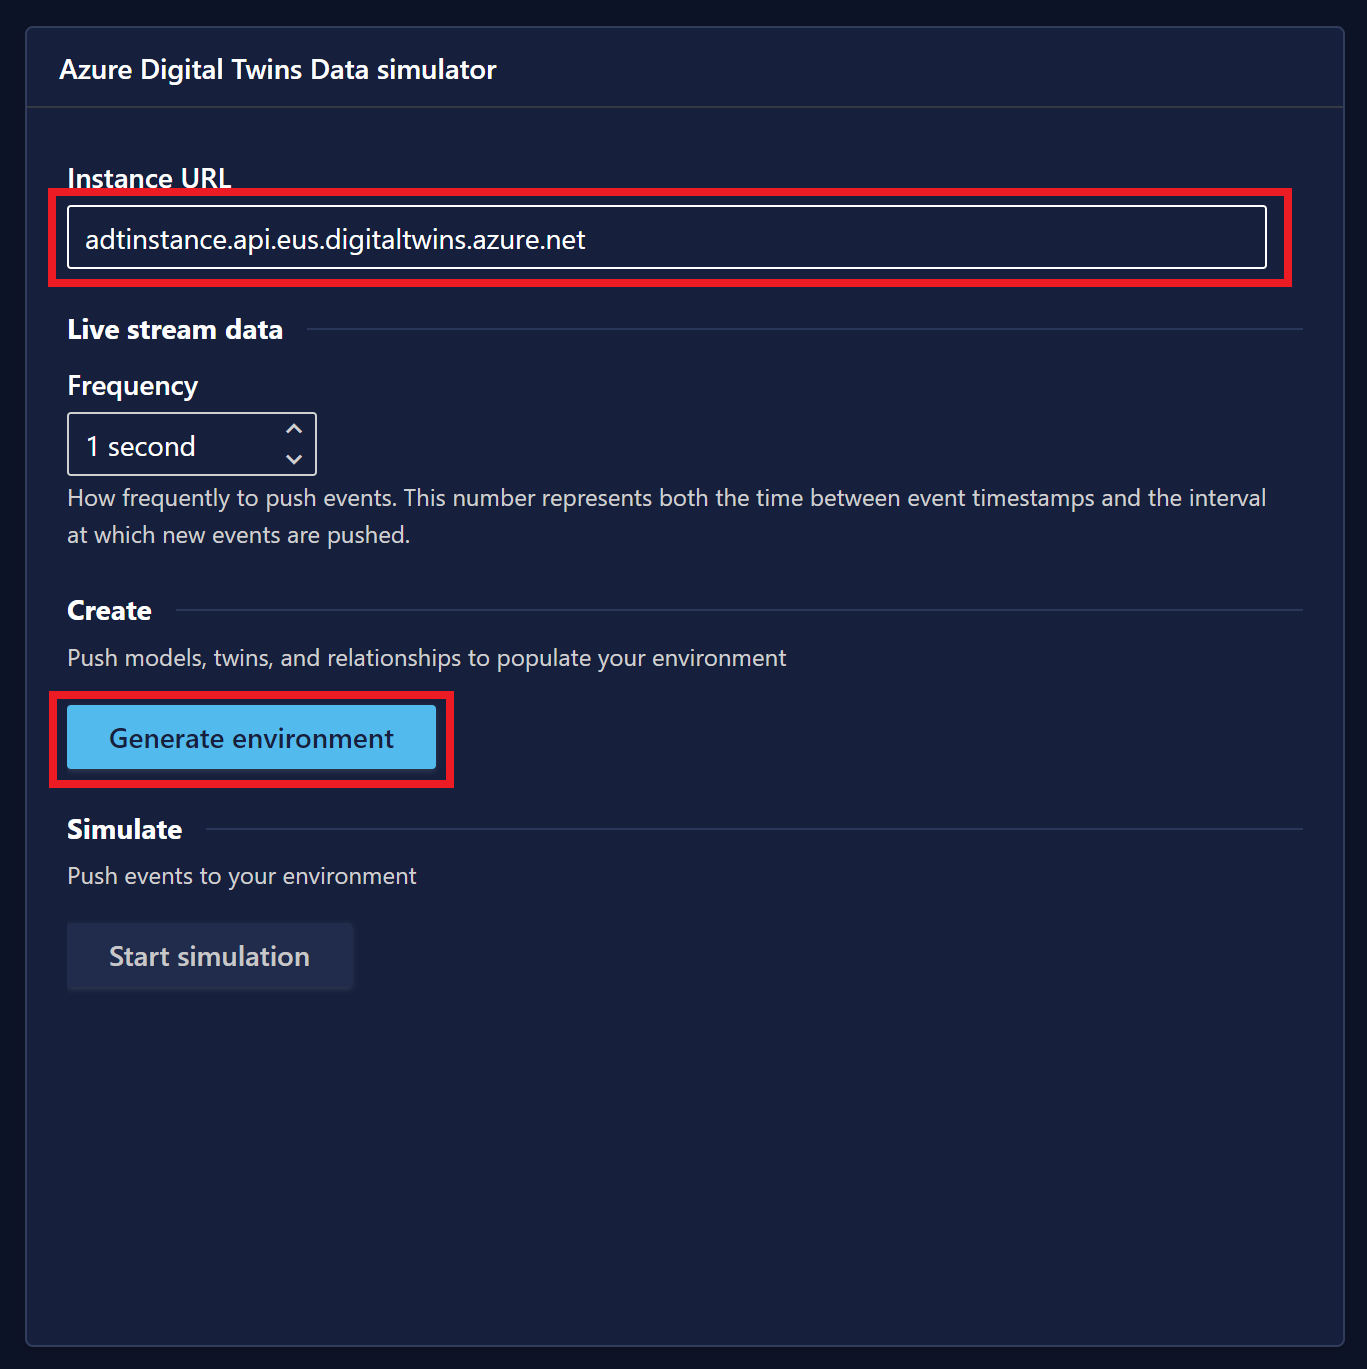 Azure Digital Twins Data simulator
Instance URL
adtinstance.api.eus.digitaltwins.azure.net
Live stream data
Frequency
1 second
How frequently to push events. This number represents both the time between event timestamps and the interval
at which new events are pushed.
Create
Push models, twins, and relationships to populate your environment
Generate environment
Simulate
Push events to your environment
Start simulation